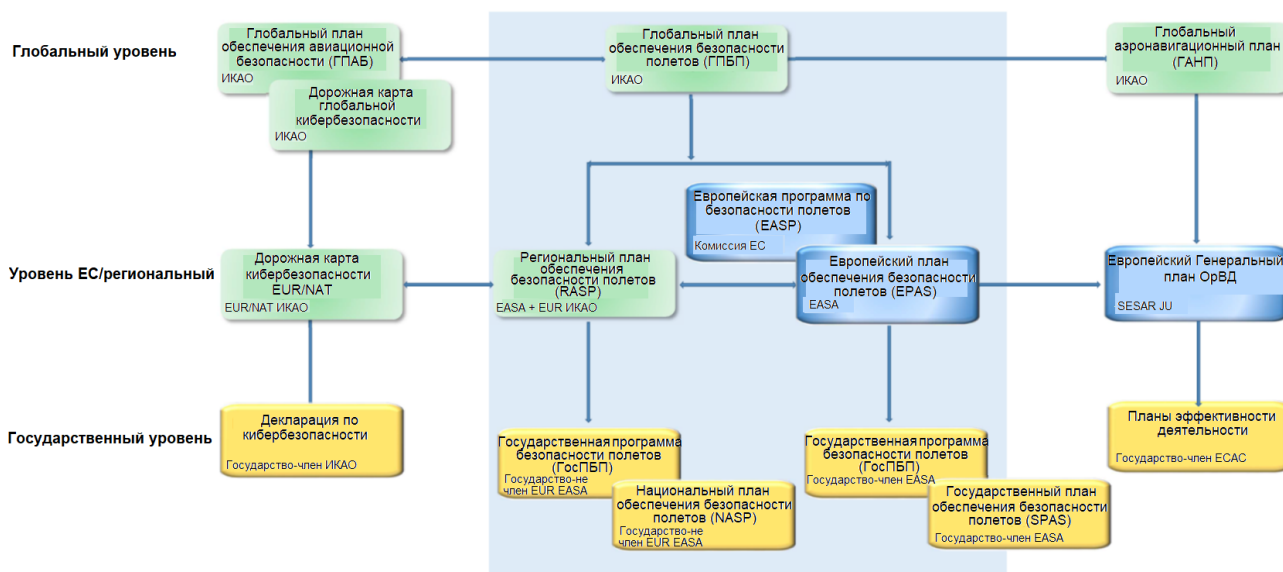 Глобальный уровень
Глобальный план
обеспечения авиационной
безопасности (ГПАБ)
ИКАО
Дорожная карта
глобальной
кибербезопасности
ИКАО
Глобальный план
обеспечения безопасности
полетов (ГПБП)
ИКАО
Глобальный
аэронавигационный план
(ГАНП)
ИКАО
Европейская программа по
безопасности полетов
(EASP)
Комиссия ЕС
Уровень ЕС/региональный
Дорожная карта
кибербезопасности
EUR/NAT
EUR/NAT ИКАО
Региональный план
обеспечения
безопасности полетов
(RASP)
EASA + EUR ИКАО
Европейский план
обеспечения безопасности
полетов (EPAS)
EASA
Европейский Генеральный
план ОрВД
SESAR JU
Государственный уровень
Декларация по
кибербезопасности
Государство-член ИКАО
Государственная программа
безопасности полетов
(ГосПБП)
Государство-не
член EUR EASA
Национальный план
обеспечения безопасности
полетов (NASP)
Государство-не
член EUR EASA
Государственная программа
безопасности полетов
(ГосПБП)
Государство-член EASA
Государственный план
обеспечения безопасности
полетов (SPAS)
Государство-член EASA
Планы эффективности
деятельности
Государство-член ECAC